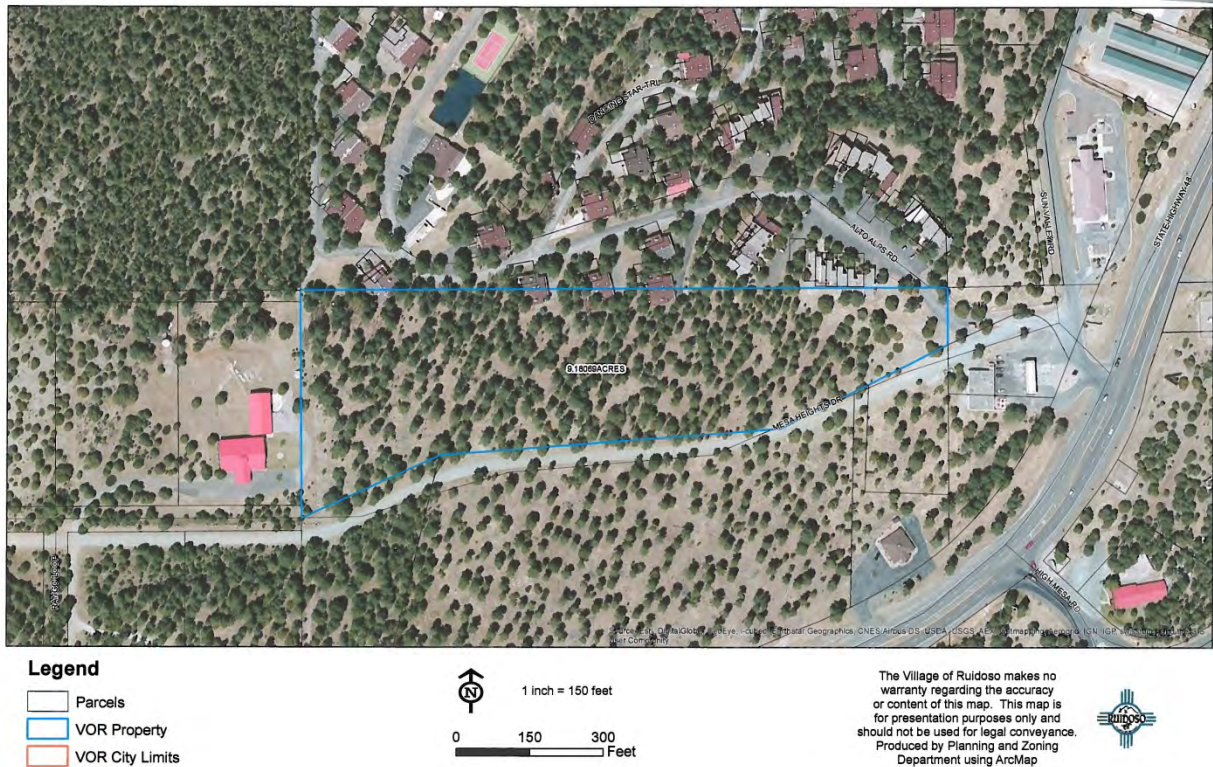 DANCING STAR TRL
SUN VALLEY RD
STATE HIGHWAY 48
ALTO ALPS RD
9.16069ACRES
MESA HEIGHTS DR
HIGH MESA RD
Legend
Parcels
VOR Property
VOR City Limits
N
1 inch = 150 feet
0 150 300
Feet
The Village of Ruidoso makes no
warranty regarding the accuracy
or content of this map. This map is
for presentation purposes only and
should not be used for legal conveyance.
Produced by Planning and Zoning
Department using ArcMap
RUIDOSO